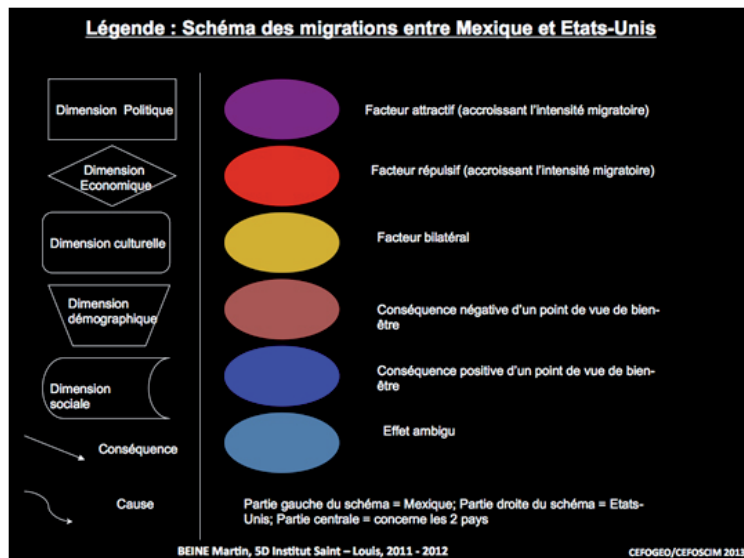 Légende : Schéma des migrations entre Mexique et Etats-Unis
Dimension Politique
Facteur attractif (accroissant l'intensité migratoire)
Dimension
Economique
Facteur répulsif (accroissant l'intensité migratoire)
Dimension culturelle
Facteur bilatéral
Dimension
démographique
Conséquence négative d'un point de vue de bien-
être
Dimension
sociale
Conséquence positive d'un point de vue de bien-
être
Effet ambigu
Conséquence
Cause
Partie gauche du schéma = Mexique; Partie droite du schéma = Etats-
Unis; Partie centrale = concerne les 2 pays
BEINE Martin, 5D Institut Saint – Louis, 2011 - 2012
CEFOGEO/CEFOSCIM 2013